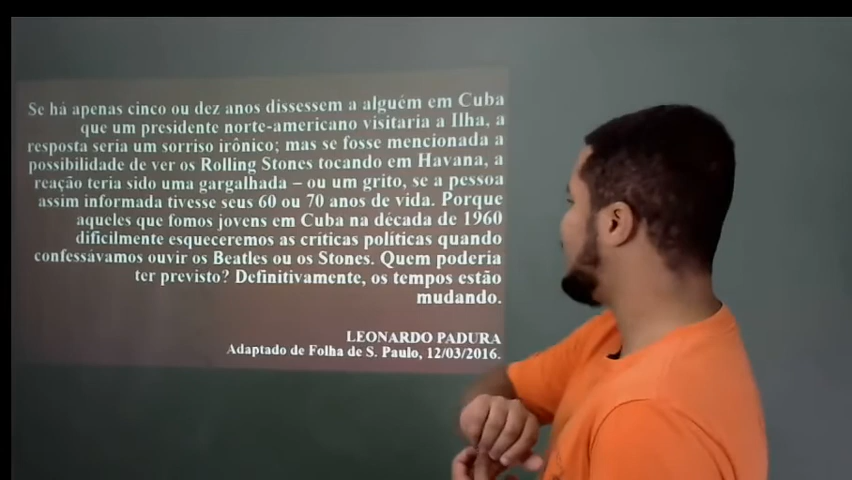 Se há apenas cinco ou dez anos dissessem a alguém em Cuba
que um presidente norte-americano visitaria a Ilha, a
resposta seria um sorriso irônico; mas se fosse mencionada a
possibilidade de ver os Rolling Stones tocando em Havana, a
reação teria sido uma gargalhada – ou um grito, se a pessoa
assim informada tivesse seus 60 ou 70 anos de vida. Porque
aqueles que fomos jovens em Cuba na década de 1960
dificilmente esqueceremos as críticas políticas quando
confessávamos ouvir os Beatles ou os Stones. Quem poderia
ter previsto? Definitivamente, os tempos estão
mudando.
LEONARDO PADURA
Adaptado de Folha de S. Paulo, 12/03/2016.